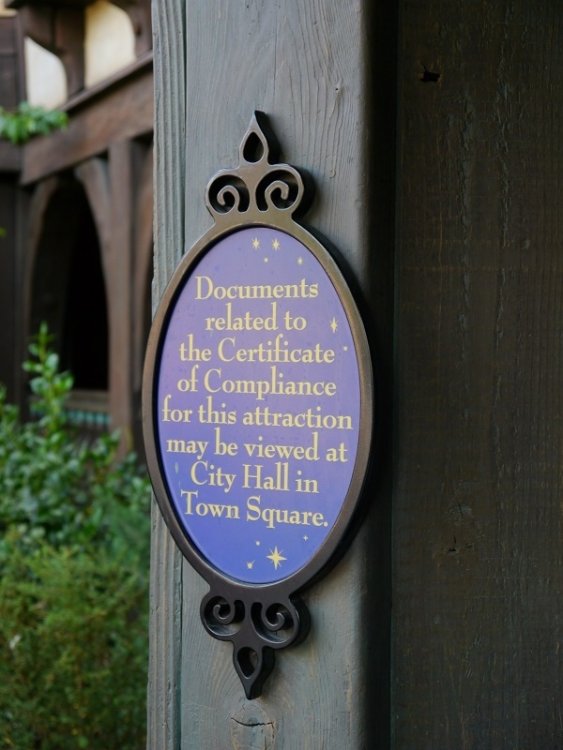 Documents
related to
the Certificate
of Compliance
for this attraction
may be viewed at
City Hall in
Town Square.